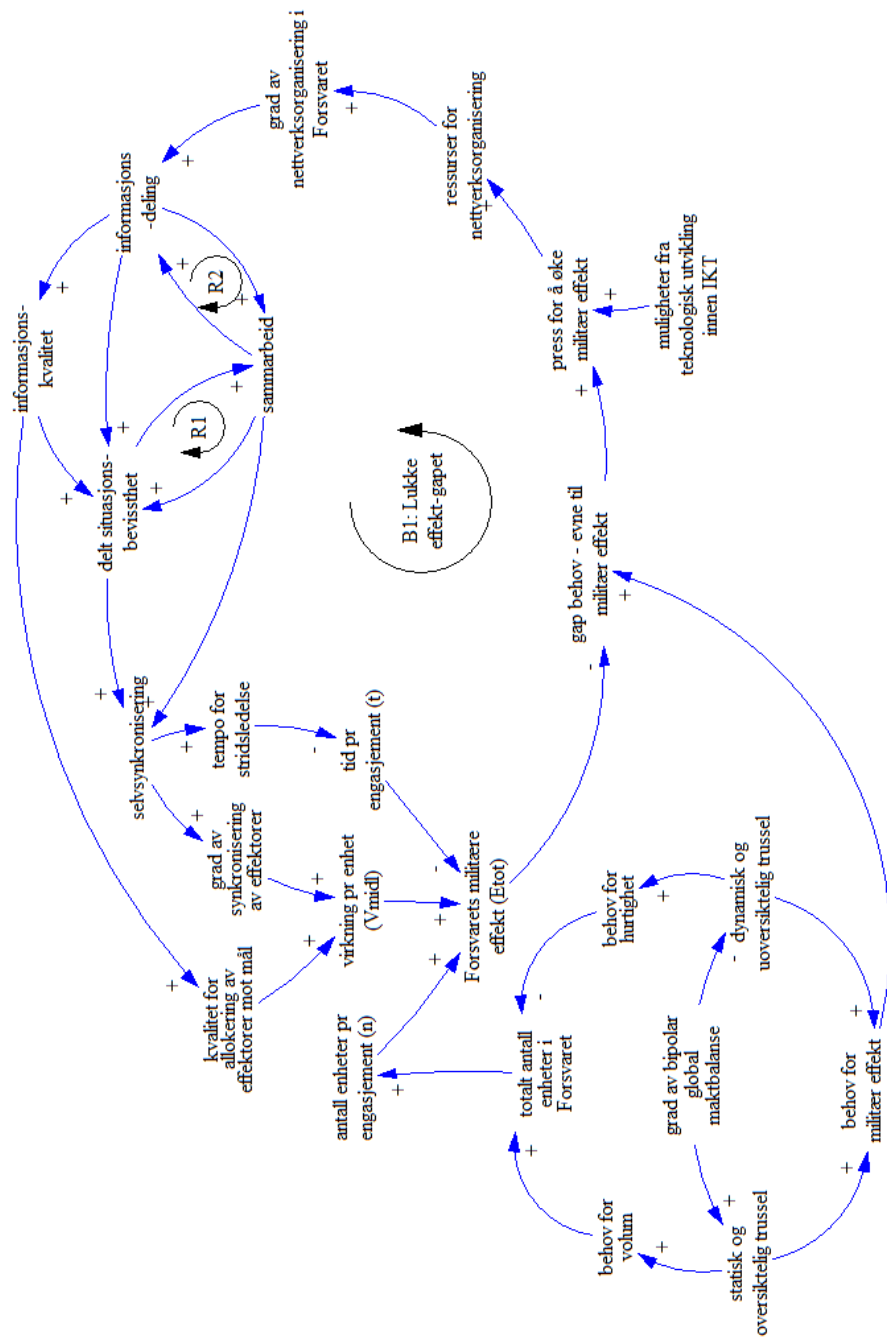 informasjons-
kvalitet
+
informasjons
-deling
+
grad av
nettverksorganisering i
Forsvaret
+
delt situasjons-
bevissthet
+
+
+
R1
R2
+
+
+
sammarbeid
ressurser for
nettverksorganisering
+
selvsynkronisering
+
+
tempo for
stridsledelse
+
grad av
synkronisering
av effektorer
+
kvalitet for
allokering av
effektorer mot mål
+
tid pr
engasjement (t)
-
virkning pr enhet
(Vmidl)
+
+
B1: Lukke
effekt-gapet
press for å øke
militær effekt
+
+
muligheter fra
teknologisk utvikling
innen IKT
antall enheter pr
engasjement (n)
+
Forsvarets militære
effekt (Etot)
+
+
-
gap behov - evne til
militær effekt
-
+
totalt antall
enheter i
Forsvaret
+
-
behov for
hurtighet
+
behov for
volum
+
grad av bipolar
global
maktbalanse
dynamisk og
uoversiktelig trussel
-
statisk og
oversiktelig trussel
+
behov for
militær effekt
+
+